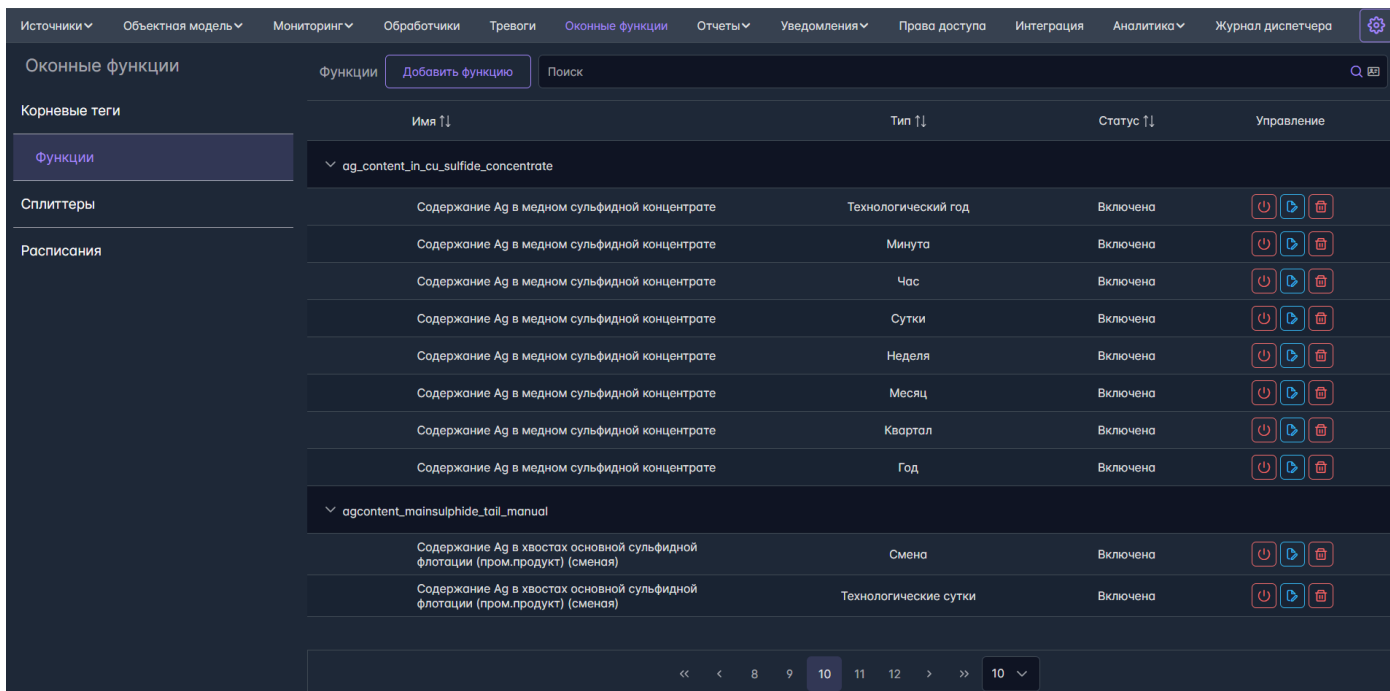 Источники Объектная модель Мониторинг Обработчики Тревоги Оконные функции Отчеты Уведомления Права доступа Интеграция Аналитика Журнал диспетчера
Оконные функции
Корневые теги
Функции
Сплиттеры
Расписания
Функции Добавить функцию Поиск
Имя Тип Статус Управление
ag_content_in_cu_sulfide_concentrate
Содержание Ag в медном сульфидной концентрате Технологический год Включена
Содержание Ag в медном сульфидной концентрате Минута Включена
Содержание Ag в медном сульфидной концентрате Час Включена
Содержание Ag в медном сульфидной концентрате Сутки Включена
Содержание Ag в медном сульфидной концентрате Неделя Включена
Содержание Ag в медном сульфидной концентрате Месяц Включена
Содержание Ag в медном сульфидной концентрате Квартал Включена
Содержание Ag в медном сульфидной концентрате Год Включена
agcontent_mainsulphide_tail_manual
Содержание Ag в хвостах основной сульфидной
флотации (пром.продукт) (сменая) Смена Включена
Содержание Ag в хвостах основной сульфидной
флотации (пром.продукт) (сменая) Технологические сутки Включена
« ‹ 8 9 10 11 12 › » 10